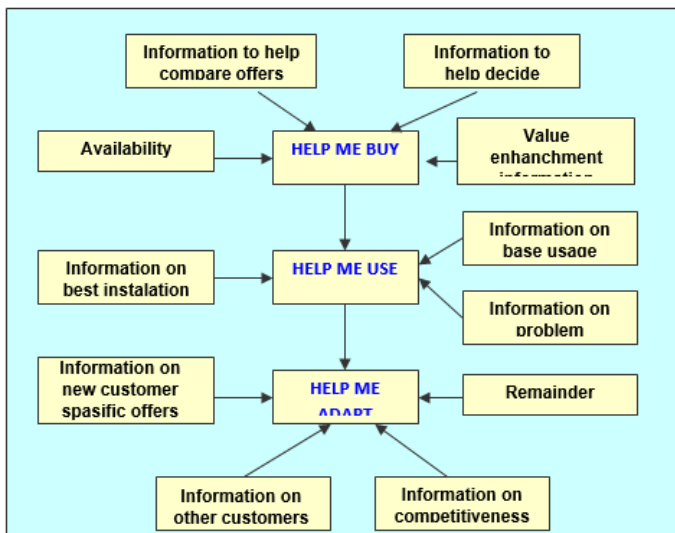 Information to help
compare offers
Information to
help decide
Availability
HELP ME BUY
Value
enhanchment
information
HELP ME USE
Information on
base usage
Information on
best instalation
Information on
problem
Information on
new customer
spasific offers
HELP ME
ADAPT
Remainder
Information on
other customers
Information on
competitiveness